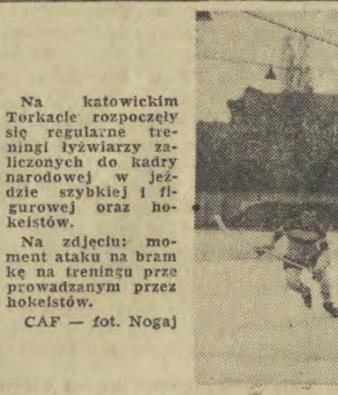 Na katowickim
Torkacie rozpoczęły
się regularne tre-
ningi łyżwiarzy za-
liczonych do kadry
narodowej w jeź-
dzie szybkiej i fi-
gurowej oraz ho-
keistów.
Na zdjęciu: mo-
ment ataku na bram
kę na treningu prze
prowadzanym przez
hokeistów.
CAF — fot. Nogaj